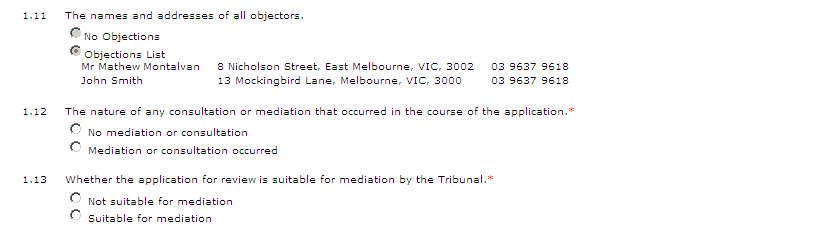 1.11 The names and addresses of all objectors.
No Objections
Objections List
Mr Mathew Montalvan 8 Nicholson Street, East Melbourne, VIC, 3002 03 9637 9618
John Smith 13 Mockingbird Lane, Melbourne, VIC, 3000 03 9637 9618
1.12 The nature of any consultation or mediation that occurred in the course of the application.*
No mediation or consultation
Mediation or consultation occurred
1.13 Whether the application for review is suitable for mediation by the Tribunal.*
Not suitable for mediation
Suitable for mediation